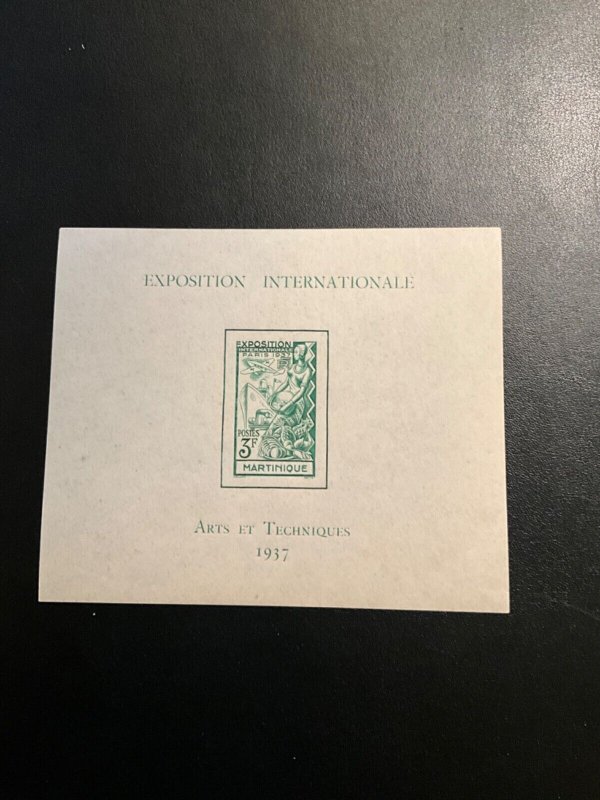 EXPOSITION INTERNATIONALE
EXPOSITION
INTERNATIONALE
PARIS 1937
POSTES
3F
MARTINIQUE
ARTS ET TECHNIQUES
1937